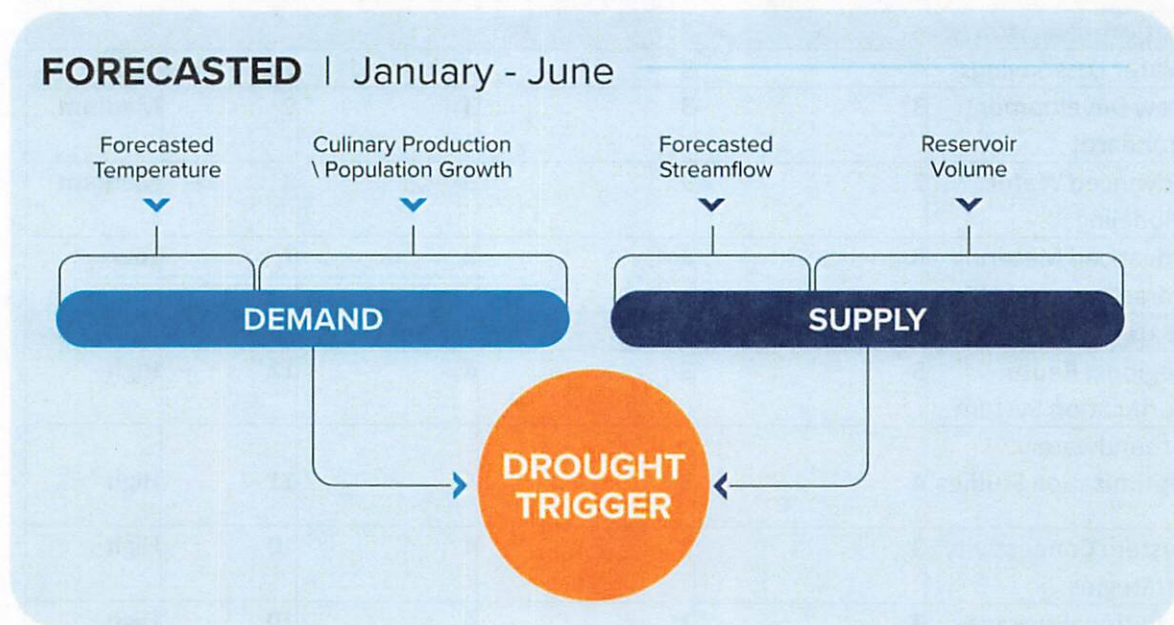 FORECASTED | January - June
Forecasted
Temperature
Culinary Production
\ Population Growth
Forecasted
Streamflow
Reservoir
Volume
DEMAND
SUPPLY
DROUGHT
TRIGGER